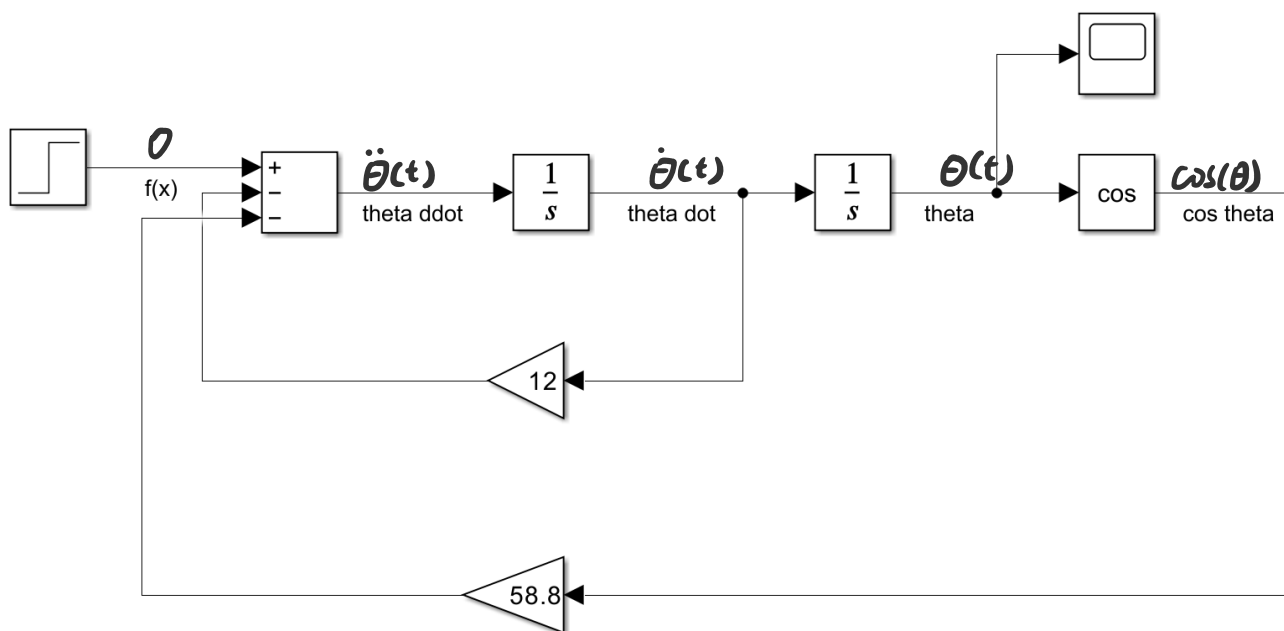 0
f(x)
+
−
−
θ̈(t)
theta ddot
1
s
θ̇(t)
theta dot
1
s
θ(t)
theta
cos
cos(θ)
cos theta
12
58.8